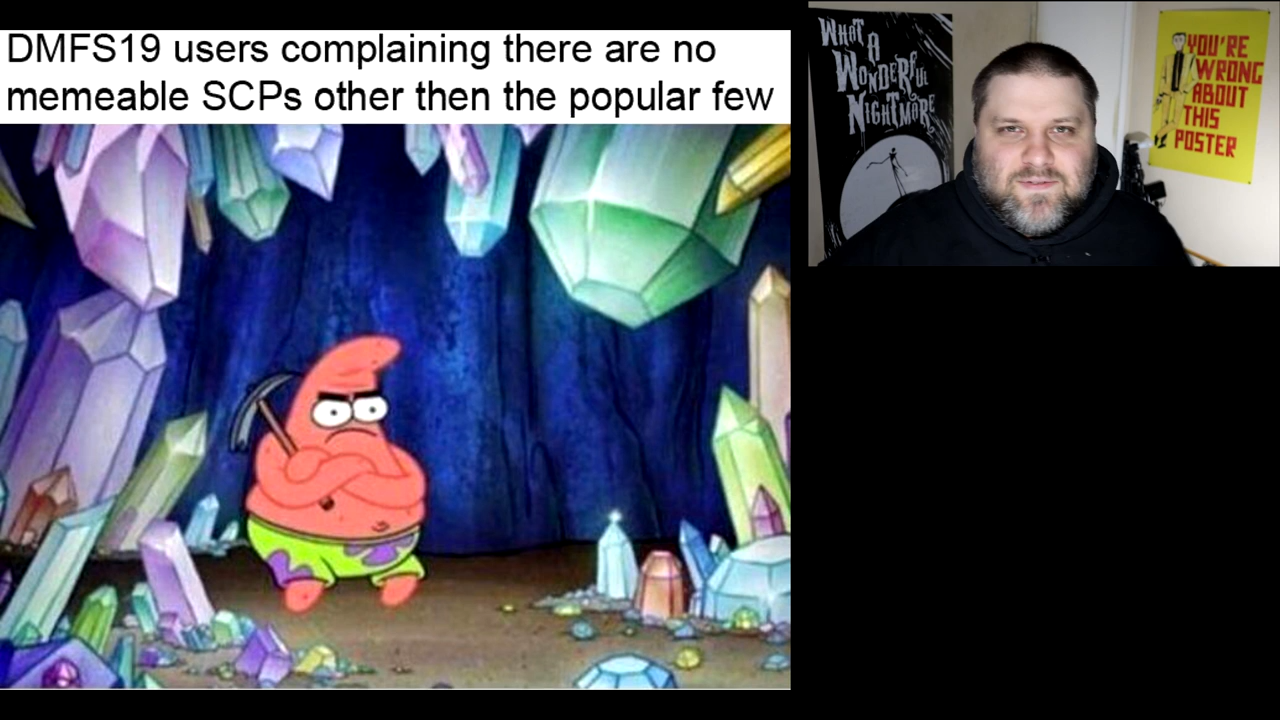 DMFS19 users complaining there are no
memeable SCPs other then the popular few
WHAT
A
WONDERFUL
NIGHTMARE
YOU'RE
WRONG
ABOUT
THIS
POSTER